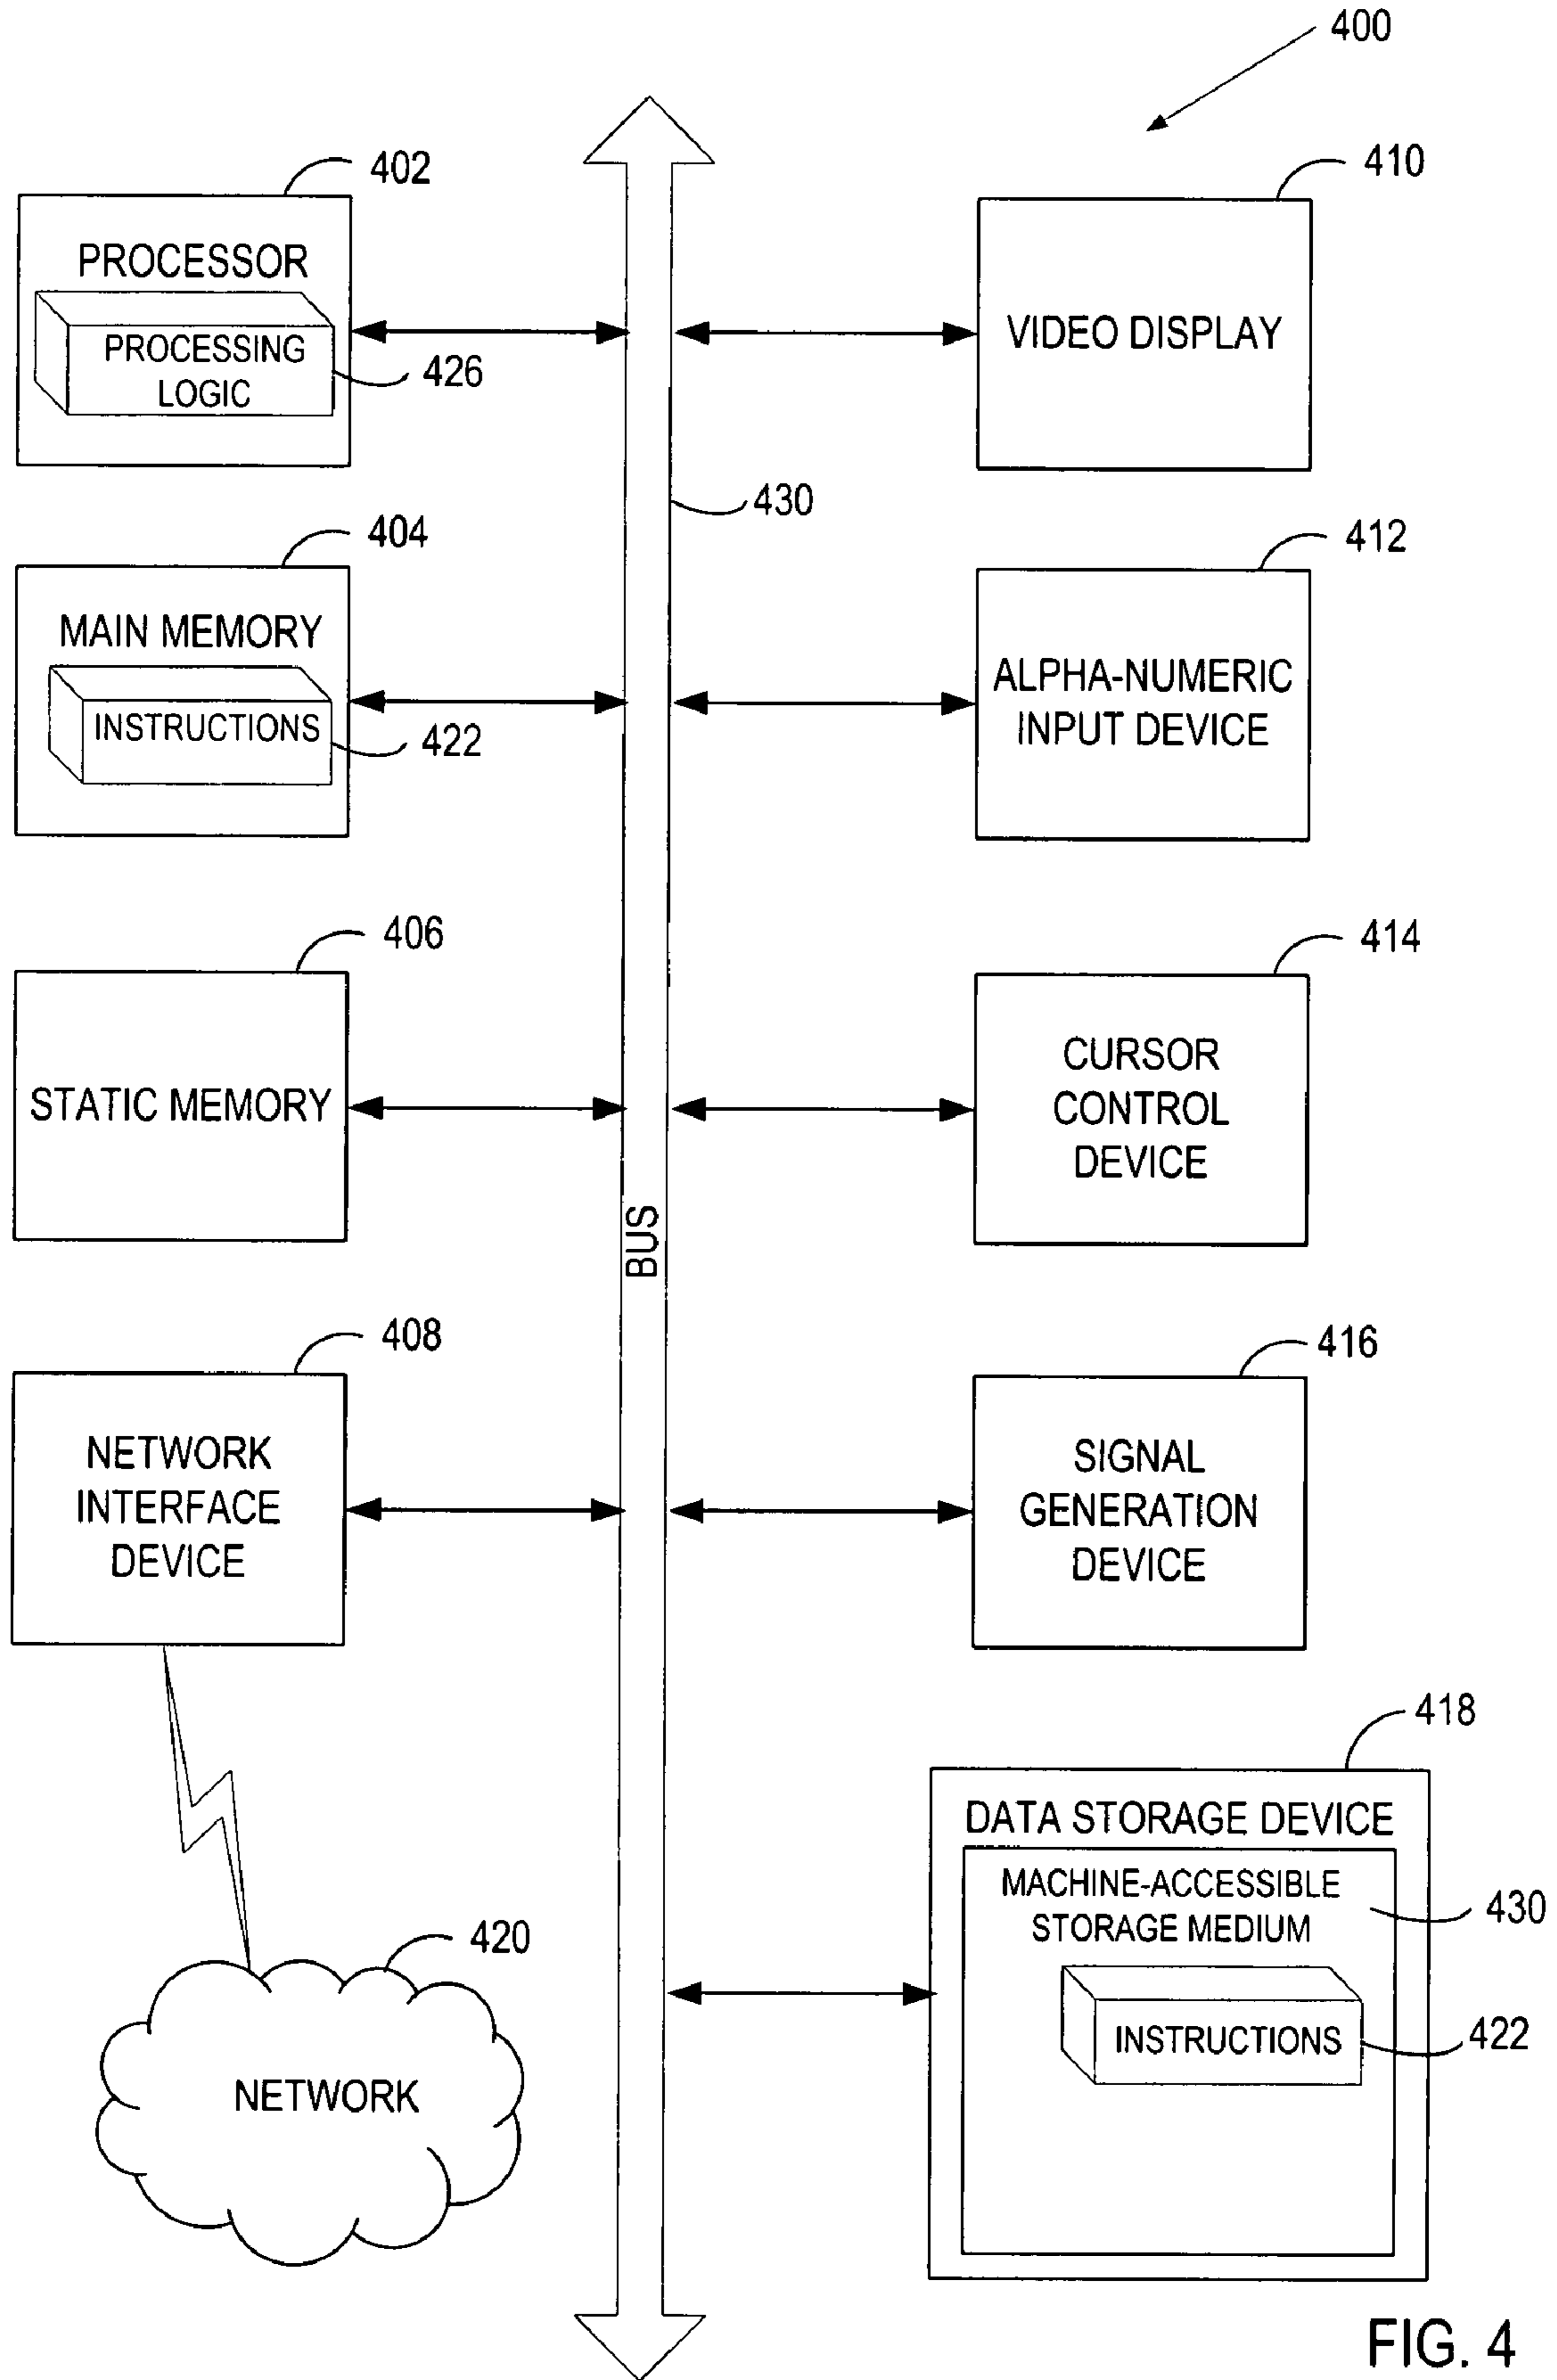 400
402
PROCESSOR
PROCESSING
LOGIC
426
410
VIDEO DISPLAY
430
404
MAIN MEMORY
INSTRUCTIONS
422
412
ALPHA-NUMERIC
INPUT DEVICE
406
STATIC MEMORY
414
CURSOR
CONTROL
DEVICE
BUS
408
NETWORK
INTERFACE
DEVICE
416
SIGNAL
GENERATION
DEVICE
418
DATA STORAGE DEVICE
MACHINE-ACCESSIBLE
STORAGE MEDIUM
430
INSTRUCTIONS
422
420
NETWORK
FIG. 4